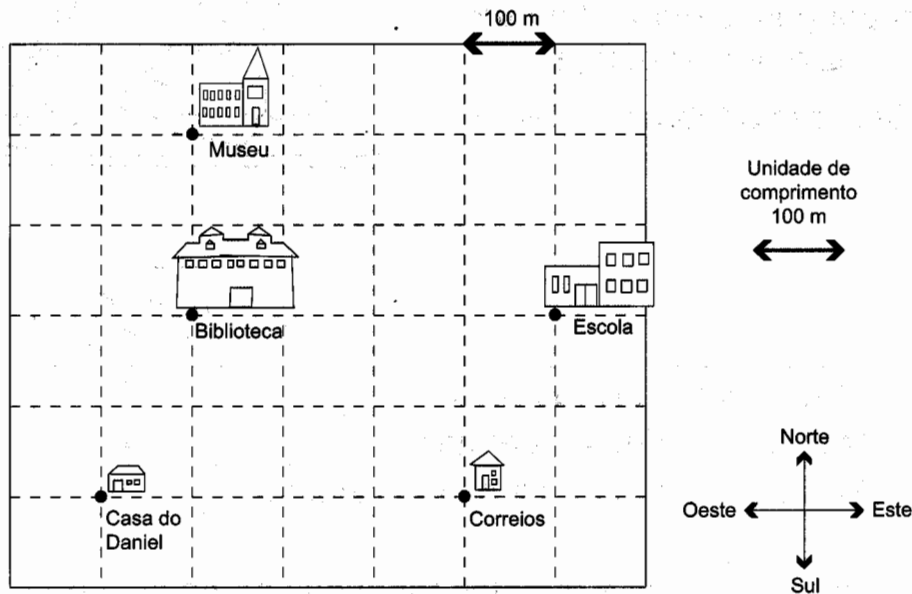 100 m
Museu
Unidade de
comprimento
100 m
Biblioteca
Escola
Norte
Oeste
Este
Sul
Casa do
Daniel
Correios